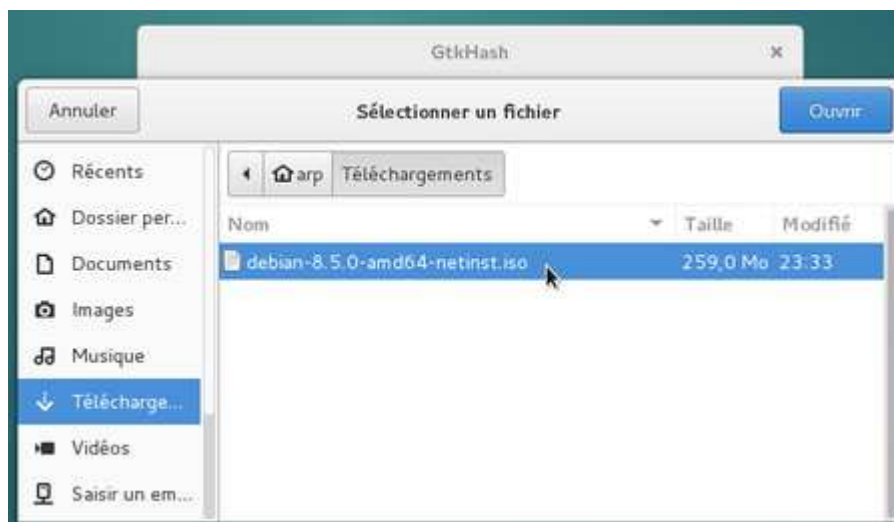 GtkHash
Annuler Sélectionner un fichier Ouvrir
Récents
Dossier per...
Documents
Images
Musique
Télécharge...
Vidéos
Saisir un em...
arp Téléchargements
Nom Taille Modifié
debian-8.5.0-amd64-netinst.iso 259,0 Mo 23:33